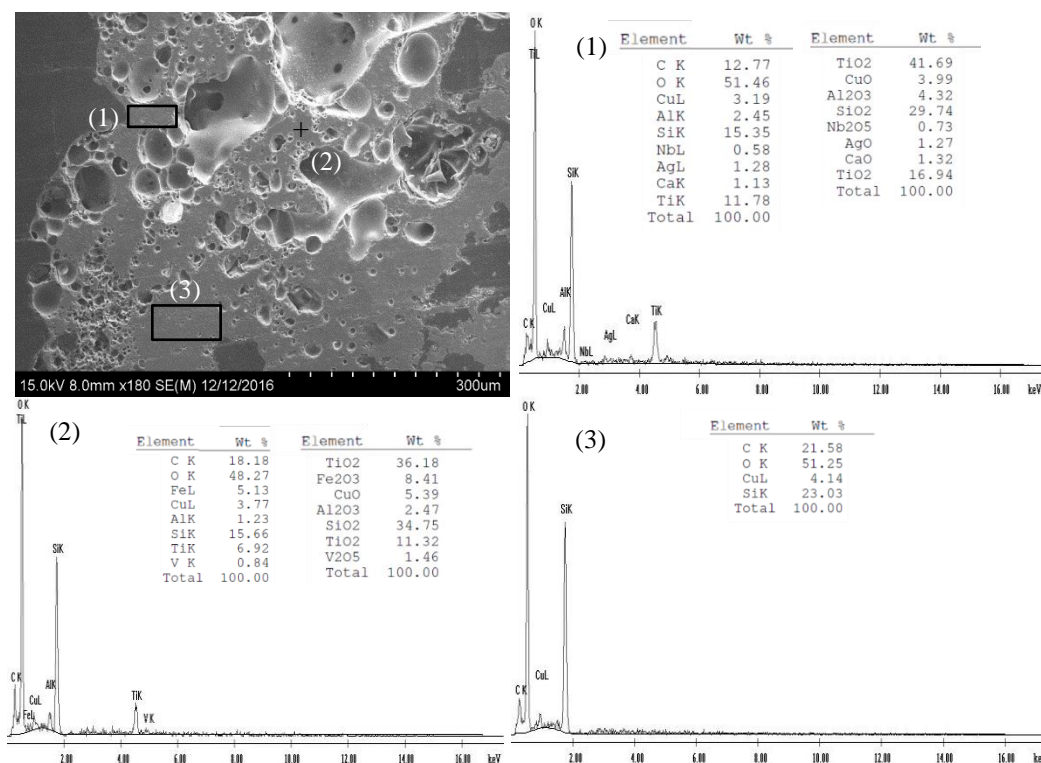 (1)
(2)
(3)
15.0kV 8.0mm x180 SE(M) 12/12/2016 300um
(1)
O K
TiL
SiK
CuL
AlK
C K
NbL
AgL
CaK
TiK
Element Wt %
C K 12.77
O K 51.46
CuL 3.19
AlK 2.45
SiK 15.35
NbL 0.58
AgL 1.28
CaK 1.13
TiK 11.78
Total 100.00
Element Wt %
TiO2 41.69
CuO 3.99
Al2O3 4.32
SiO2 29.74
Nb2O5 0.73
AgO 1.27
CaO 1.32
TiO2 16.94
Total 100.00
2.00 4.00 6.00 8.00 10.00 12.00 14.00 16.00 keV
(2)
O K
TiL
SiK
C K
CuL
FeL
AlK
TiK
V K
Element Wt %
C K 18.18
O K 48.27
FeL 5.13
CuL 3.77
AlK 1.23
SiK 15.66
TiK 6.92
V K 0.84
Total 100.00
Element Wt %
TiO2 36.18
Fe2O3 8.41
CuO 5.39
Al2O3 2.47
SiO2 34.75
TiO2 11.32
V2O5 1.46
Total 100.00
2.00 4.00 6.00 8.00 10.00 12.00 14.00 16.00 keV
(3)
O K
SiK
C K
CuL
Element Wt %
C K 21.58
O K 51.25
CuL 4.14
SiK 23.03
Total 100.00
2.00 4.00 6.00 8.00 10.00 12.00 14.00 16.00 keV